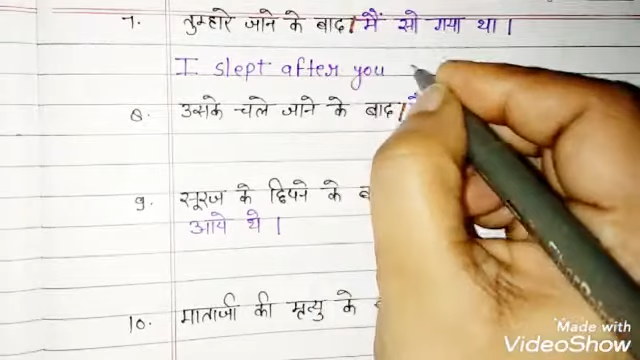 7. तुम्हारे जाने के बाद / मैं सो गया था |
I slept after you
8. उसके चले जाने के बाद /
9. सूरज के छिपने के
आये थे |
10. माताजी की मृत्यु के
Made with
VideoShow